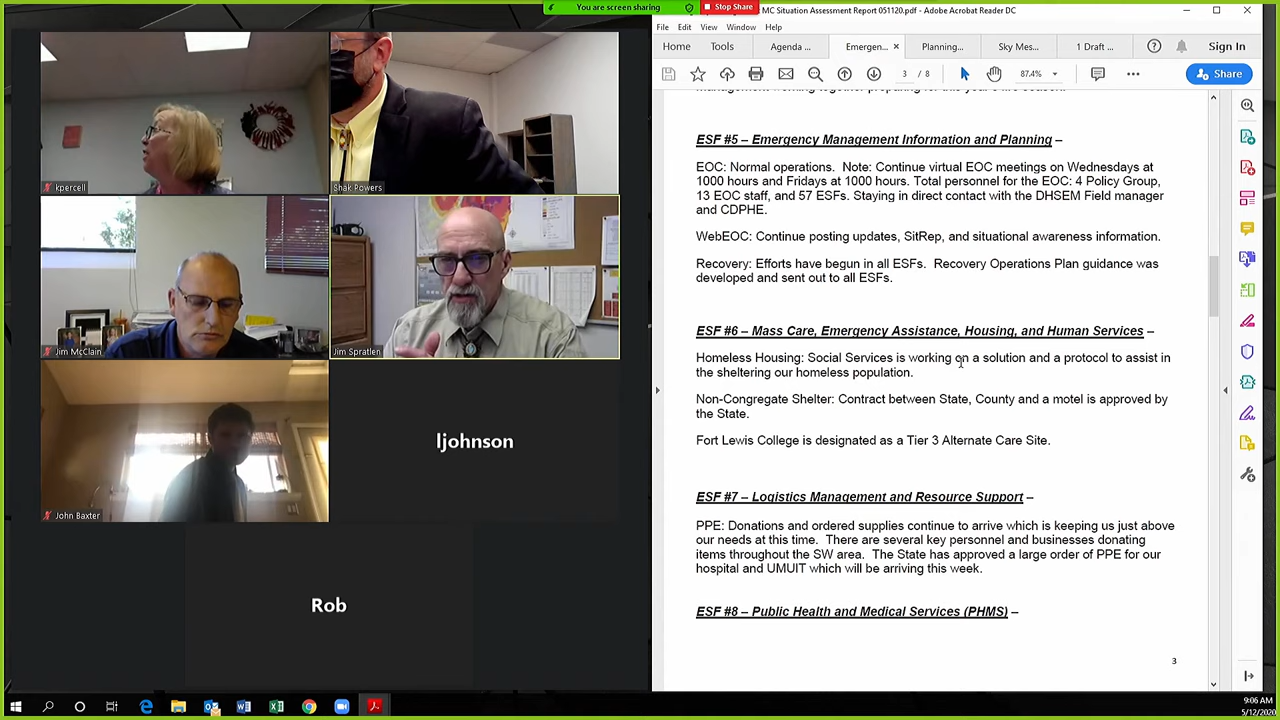 You are screen sharing
Stop Share
MC Situation Assessment Report 051120.pdf - Adobe Acrobat Reader DC
File Edit View Window Help
Home Tools Agenda ... Emergen... × Planning... Sky Mes... 1 Draft ... Sign In
3 / 8 87.4% Share
kpercell
Shak Powers
Jim McClain
Jim Spratlen
John Baxter
ljohnson
Rob
management working together preparing for this year's fire season.
ESF #5 – Emergency Management Information and Planning –
EOC: Normal operations. Note: Continue virtual EOC meetings on Wednesdays at
1000 hours and Fridays at 1000 hours. Total personnel for the EOC: 4 Policy Group,
13 EOC staff, and 57 ESFs. Staying in direct contact with the DHSEM Field manager
and CDPHE.
WebEOC: Continue posting updates, SitRep, and situational awareness information.
Recovery: Efforts have begun in all ESFs. Recovery Operations Plan guidance was
developed and sent out to all ESFs.
ESF #6 – Mass Care, Emergency Assistance, Housing, and Human Services –
Homeless Housing: Social Services is working on a solution and a protocol to assist in
the sheltering our homeless population.
Non-Congregate Shelter: Contract between State, County and a motel is approved by
the State.
Fort Lewis College is designated as a Tier 3 Alternate Care Site.
ESF #7 – Logistics Management and Resource Support –
PPE: Donations and ordered supplies continue to arrive which is keeping us just above
our needs at this time. There are several key personnel and businesses donating
items throughout the SW area. The State has approved a large order of PPE for our
hospital and UMUIT which will be arriving this week.
ESF #8 – Public Health and Medical Services (PHMS) –
3
9:06 AM
5/12/2020